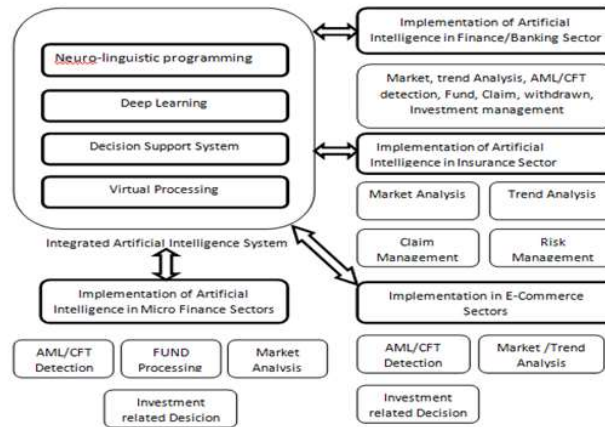 Neuro-linguistic programming
Deep Learning
Decision Support System
Virtual Processing
Integrated Artificial Intelligence System
Implementation of Artificial
Intelligence in Finance/Banking Sector
Market, trend Analysis, AML/CFT
detection, Fund, Claim, withdrawn,
Investment management
Implementation of Artificial
Intelligence in Insurance Sector
Market Analysis
Trend Analysis
Claim
Management
Risk
Management
Implementation of Artificial
Intelligence in Micro Finance Sectors
AML/CFT
Detection
FUND
Processing
Market
Analysis
Investment
related Desicion
Implementation in E-Commerce
Sectors
AML/CFT
Detection
Market /Trend
Analysis
Investment
related Decision